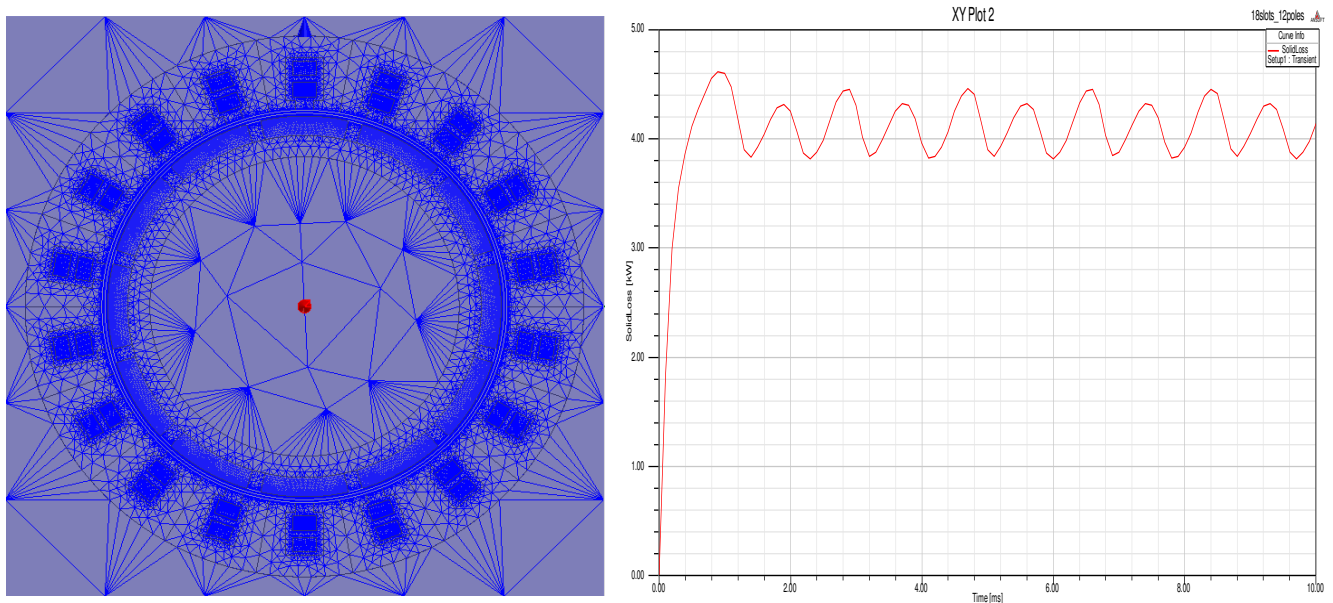 XY Plot 2
18slots_12poles
ANSOFT
Curve Info
SolidLoss
Setup1 : Transient
5.00
4.00
3.00
2.00
1.00
0.00
SolidLoss [kW]
0.00 2.00 4.00 6.00 8.00 10.00
Time [ms]